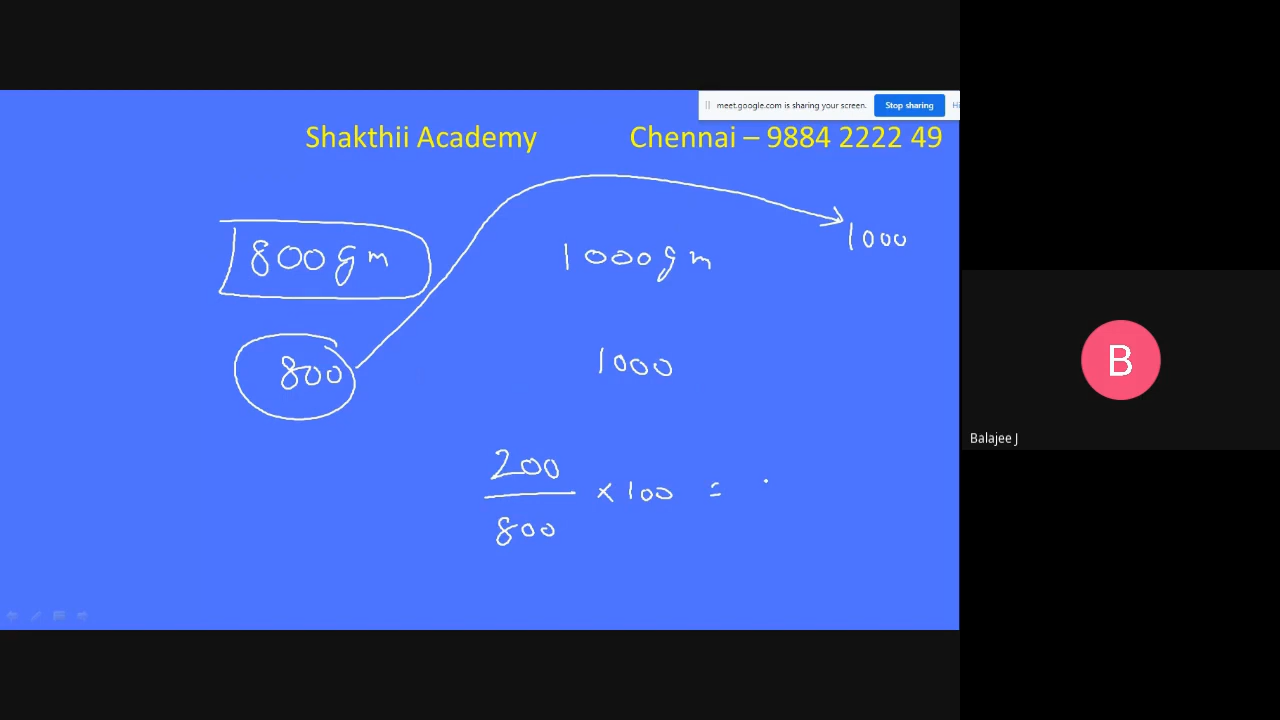 meet.google.com is sharing your screen. Stop sharing Hi
Shakthii Academy Chennai – 9884 2222 49
800gm 1000gm 1000
800 1000
200
/800 × 100 =
B
Balajee J